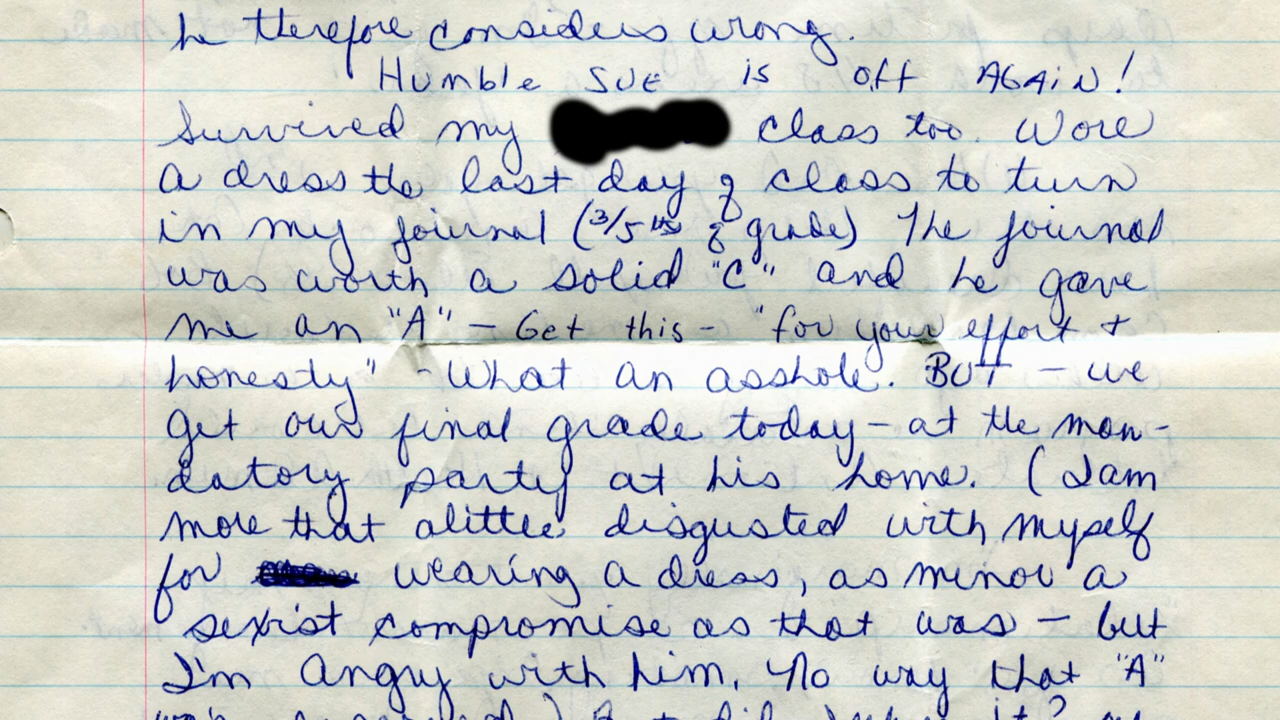 he therefore considers wrong.
Humble SUE is off AGAiN!
Survived my class too. Wore
a dress the last day of class to turn
in my journal (3/5ths of grade) The journal
was worth a solid "C" and he gave
me an "A" - Get this - "for your effort +
honesty" - What an asshole. BUT - we
get our final grade today - at the man-
datory party at his home. (I am
more that alittle disgusted with myself
for wearing a dress, as minor a
sexist compromise as that was - but
I'm angry with him. No way that "A"